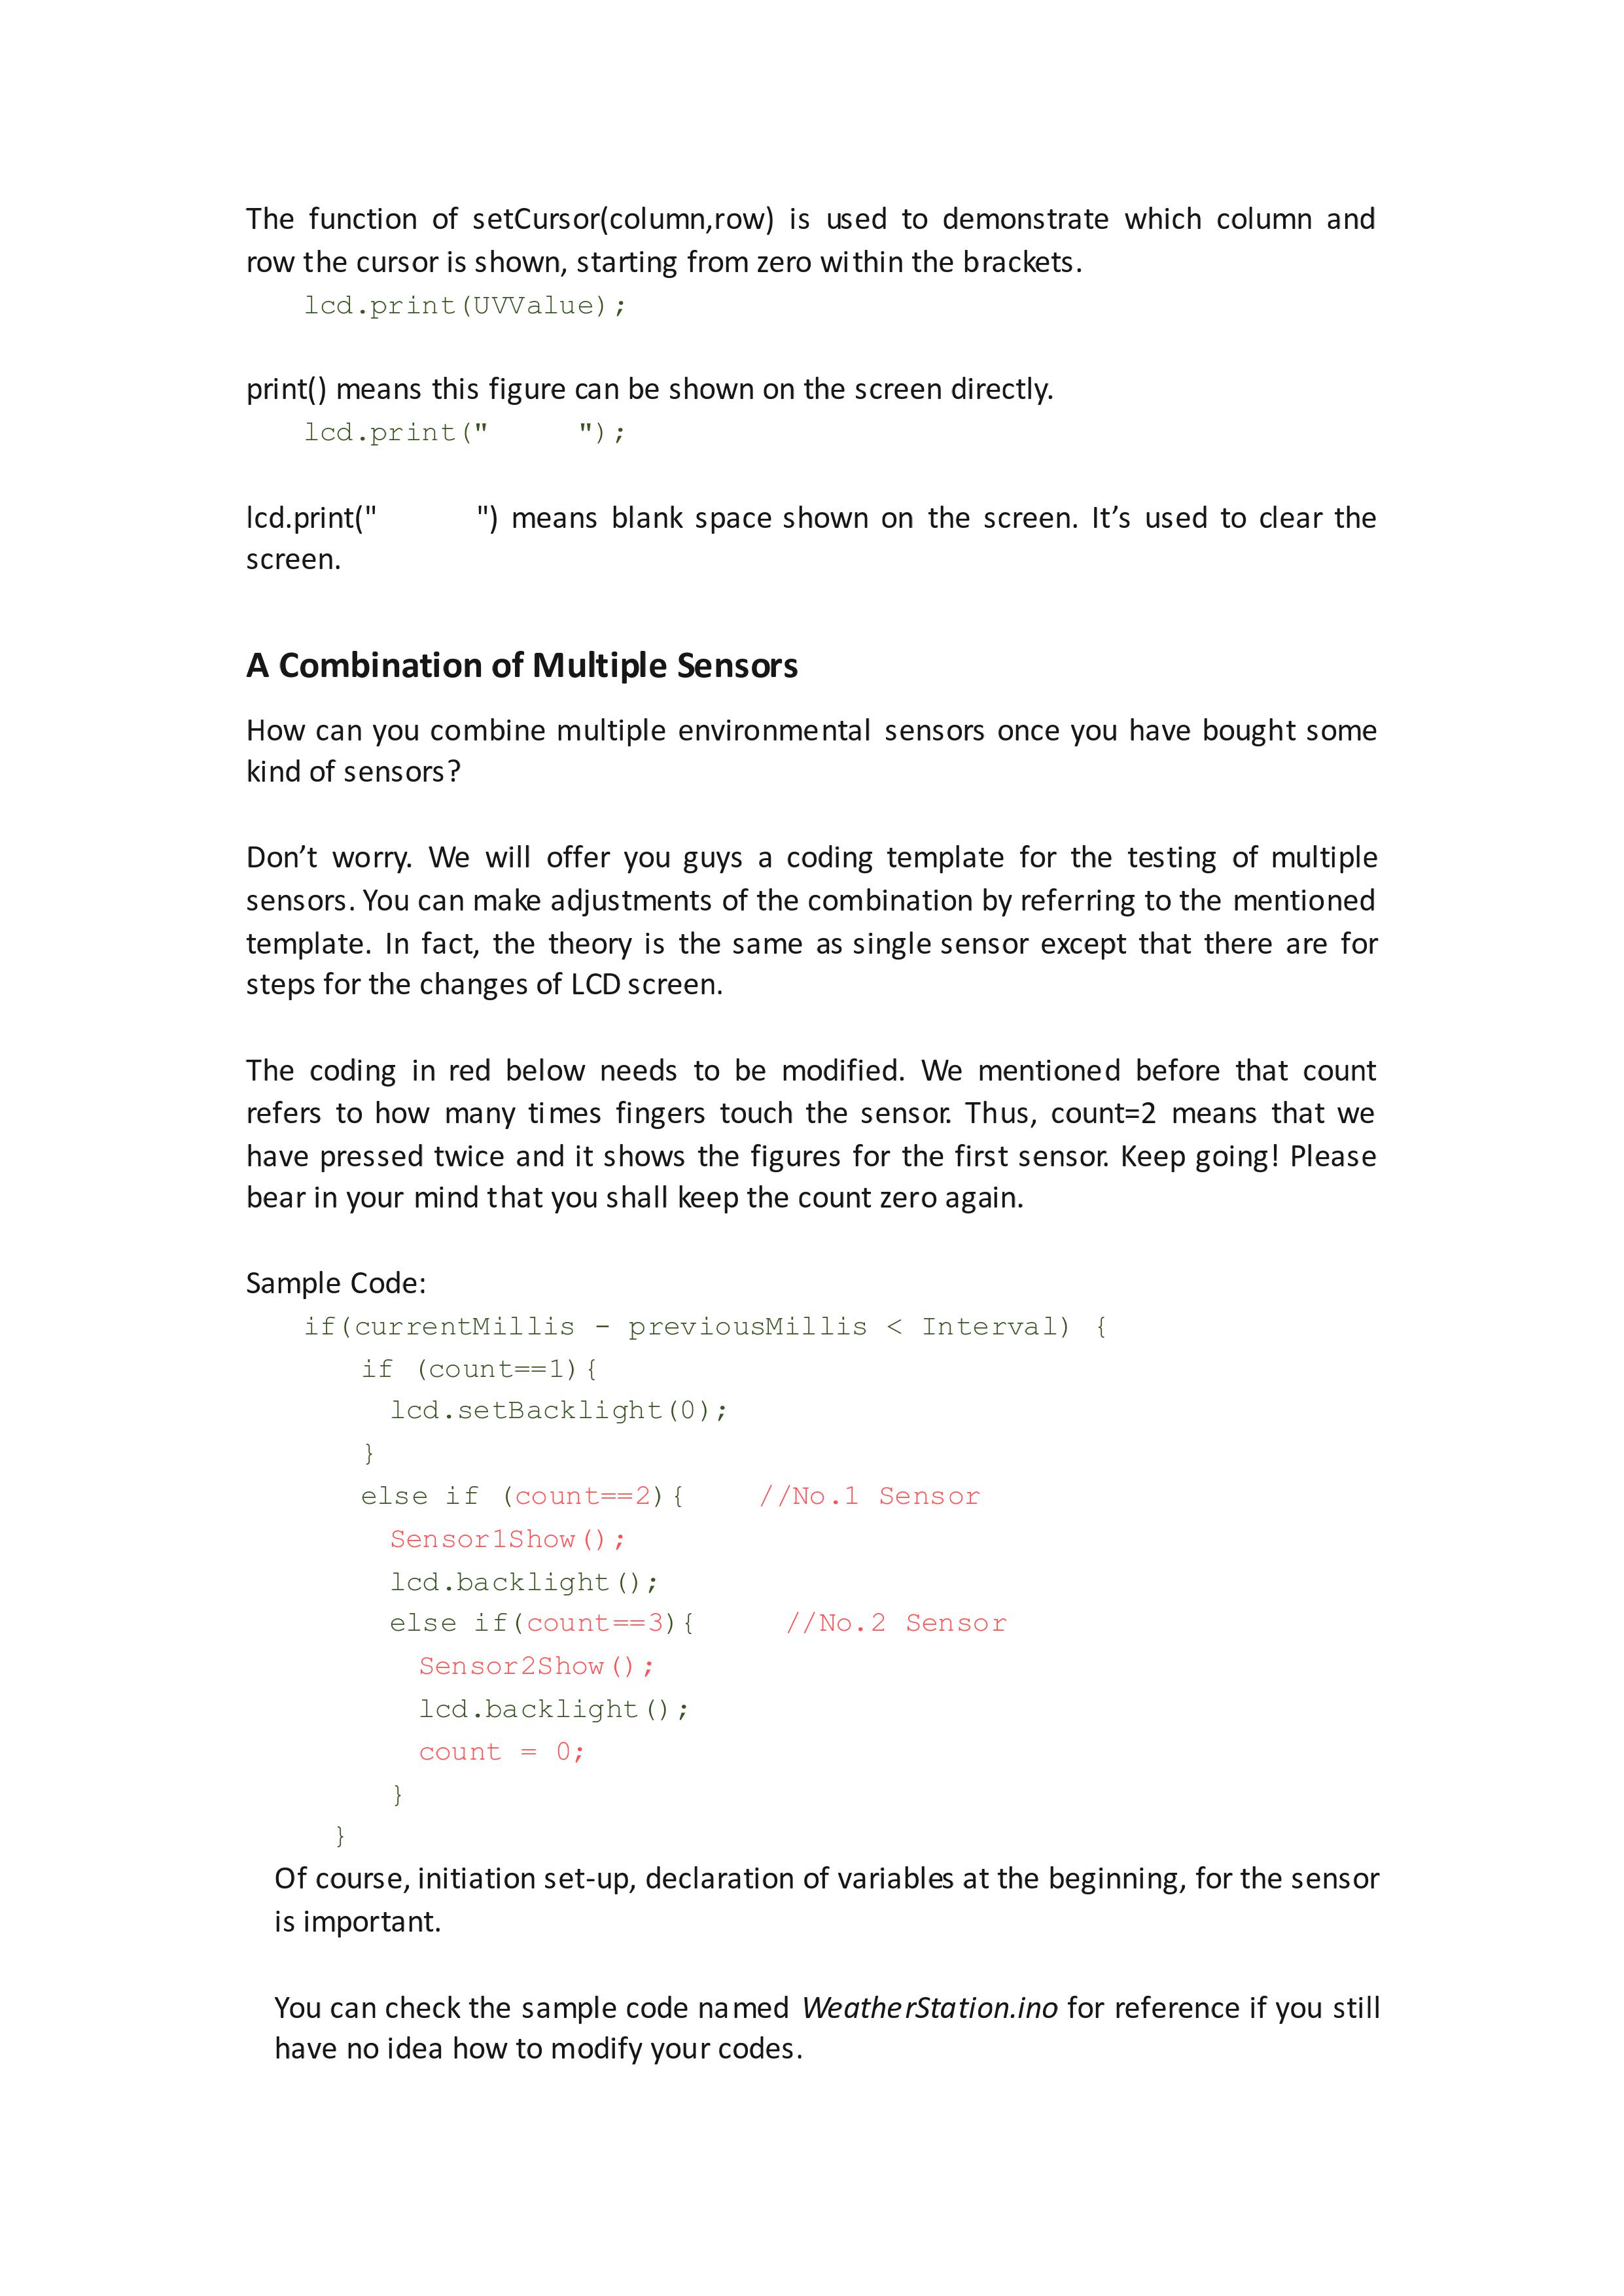 The function of setCursor(column,row) is used to demonstrate which column and
row the cursor is shown, starting from zero within the brackets.
lcd.print(UVValue);
print() means this figure can be shown on the screen directly.
lcd.print("     ");
lcd.print("          ") means blank space shown on the screen. It’s used to clear the
screen.
A Combination of Multiple Sensors
How can you combine multiple environmental sensors once you have bought some
kind of sensors?
Don’t worry. We will offer you guys a coding template for the testing of multiple
sensors. You can make adjustments of the combination by referring to the mentioned
template. In fact, the theory is the same as single sensor except that there are for
steps for the changes of LCD screen.
The coding in red below needs to be modified. We mentioned before that count
refers to how many times fingers touch the sensor. Thus, count=2 means that we
have pressed twice and it shows the figures for the first sensor. Keep going! Please
bear in your mind that you shall keep the count zero again.
Sample Code:
if(currentMillis - previousMillis < Interval) {
if (count==1){
lcd.setBacklight(0);
}
else if (count==2){     //No.1 Sensor
Sensor1Show();
lcd.backlight();
else if(count==3){      //No.2 Sensor
Sensor2Show();
lcd.backlight();
count = 0;
}
}
Of course, initiation set-up, declaration of variables at the beginning, for the sensor
is important.
You can check the sample code named WeatherStation.ino for reference if you still
have no idea how to modify your codes.